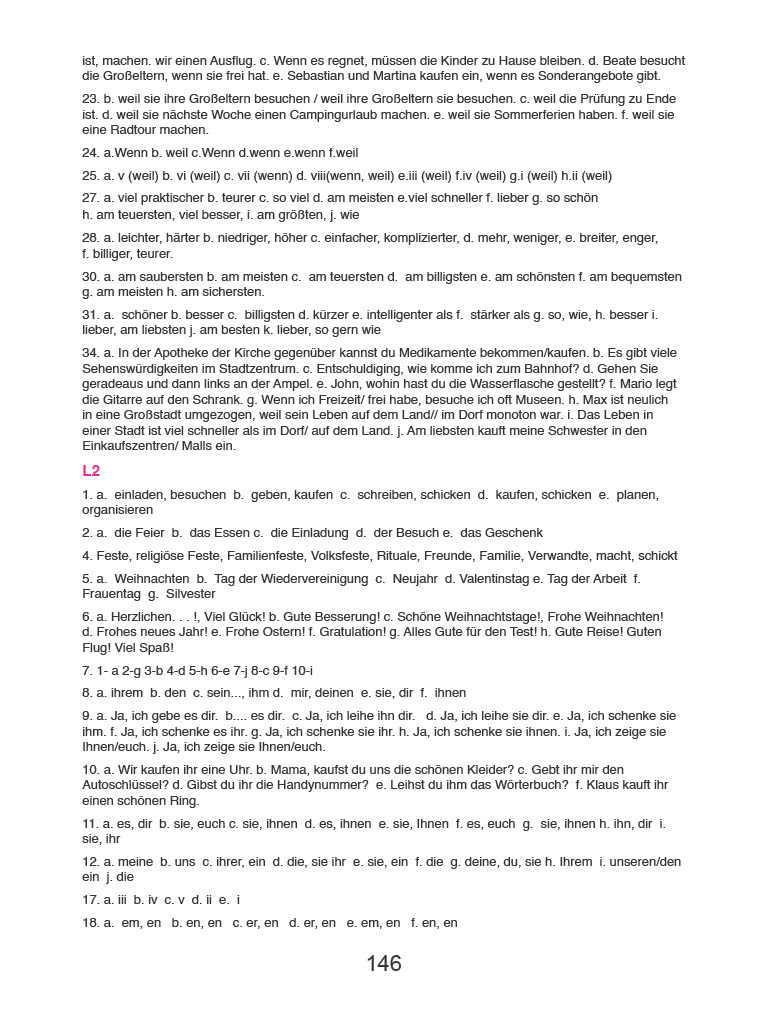 ist, machen. wir einen Ausflug. c. Wenn es regnet, müssen die Kinder zu Hause bleiben. d. Beate besucht
die Großeltern, wenn sie frei hat. e. Sebastian und Martina kaufen ein, wenn es Sonderangebote gibt.
23. b. weil sie ihre Großeltern besuchen / weil ihre Großeltern sie besuchen. c. weil die Prüfung zu Ende
ist. d. weil sie nächste Woche einen Campingurlaub machen. e. weil sie Sommerferien haben. f. weil sie
eine Radtour machen.
24. a.Wenn b. weil c.Wenn d.wenn e.wenn f.weil
25. a. v (weil) b. vi (weil) c. vii (wenn) d. viii(wenn, weil) e.iii (weil) f.iv (weil) g.i (weil) h.ii (weil)
27. a. viel praktischer b. teurer c. so viel d. am meisten e.viel schneller f. lieber g. so schön
h. am teuersten, viel besser, i. am größten, j. wie
28. a. leichter, härter b. niedriger, höher c. einfacher, komplizierter, d. mehr, weniger, e. breiter, enger,
f. billiger, teurer.
30. a. am saubersten b. am meisten c. am teuersten d. am billigsten e. am schönsten f. am bequemsten
g. am meisten h. am sichersten.
31. a. schöner b. besser c. billigsten d. kürzer e. intelligenter als f. stärker als g. so, wie, h. besser i.
lieber, am liebsten j. am besten k. lieber, so gern wie
34. a. In der Apotheke der Kirche gegenüber kannst du Medikamente bekommen/kaufen. b. Es gibt viele
Sehenswürdigkeiten im Stadtzentrum. c. Entschuldiging, wie komme ich zum Bahnhof? d. Gehen Sie
geradeaus und dann links an der Ampel. e. John, wohin hast du die Wasserflasche gestellt? f. Mario legt
die Gitarre auf den Schrank. g. Wenn ich Freizeit/ frei habe, besuche ich oft Museen. h. Max ist neulich
in eine Großstadt umgezogen, weil sein Leben auf dem Land// im Dorf monoton war. i. Das Leben in
einer Stadt ist viel schneller als im Dorf/ auf dem Land. j. Am liebsten kauft meine Schwester in den
Einkaufszentren/ Malls ein.
L2
1. a. einladen, besuchen b. geben, kaufen c. schreiben, schicken d. kaufen, schicken e. planen,
organisieren
2. a. die Feier b. das Essen c. die Einladung d. der Besuch e. das Geschenk
4. Feste, religiöse Feste, Familienfeste, Volksfeste, Rituale, Freunde, Familie, Verwandte, macht, schickt
5. a. Weihnachten b. Tag der Wiedervereinigung c. Neujahr d. Valentinstag e. Tag der Arbeit f.
Frauentag g. Silvester
6. a. Herzlichen. . . !, Viel Glück! b. Gute Besserung! c. Schöne Weihnachtstage!, Frohe Weihnachten!
d. Frohes neues Jahr! e. Frohe Ostern! f. Gratulation! g. Alles Gute für den Test! h. Gute Reise! Guten
Flug! Viel Spaß!
7. 1- a 2-g 3-b 4-d 5-h 6-e 7-j 8-c 9-f 10-i
8. a. ihrem b. den c. sein..., ihm d. mir, deinen e. sie, dir f. ihnen
9. a. Ja, ich gebe es dir. b.... es dir. c. Ja, ich leihe ihn dir. d. Ja, ich leihe sie dir. e. Ja, ich schenke sie
ihm. f. Ja, ich schenke es ihr. g. Ja, ich schenke sie ihr. h. Ja, ich schenke sie ihnen. i. Ja, ich zeige sie
Ihnen/euch. j. Ja, ich zeige sie Ihnen/euch.
10. a. Wir kaufen ihr eine Uhr. b. Mama, kaufst du uns die schönen Kleider? c. Gebt ihr mir den
Autoschlüssel? d. Gibst du ihr die Handynummer? e. Leihst du ihm das Wörterbuch? f. Klaus kauft ihr
einen schönen Ring.
11. a. es, dir b. sie, euch c. sie, ihnen d. es, ihnen e. sie, Ihnen f. es, euch g. sie, ihnen h. ihn, dir i.
sie, ihr
12. a. meine b. uns c. ihrer, ein d. die, sie ihr e. sie, ein f. die g. deine, du, sie h. Ihrem i. unseren/den
ein j. die
17. a. iii b. iv c. v d. ii e. i
18. a. em, en b. en, en c. er, en d. er, en e. em, en f. en, en
146